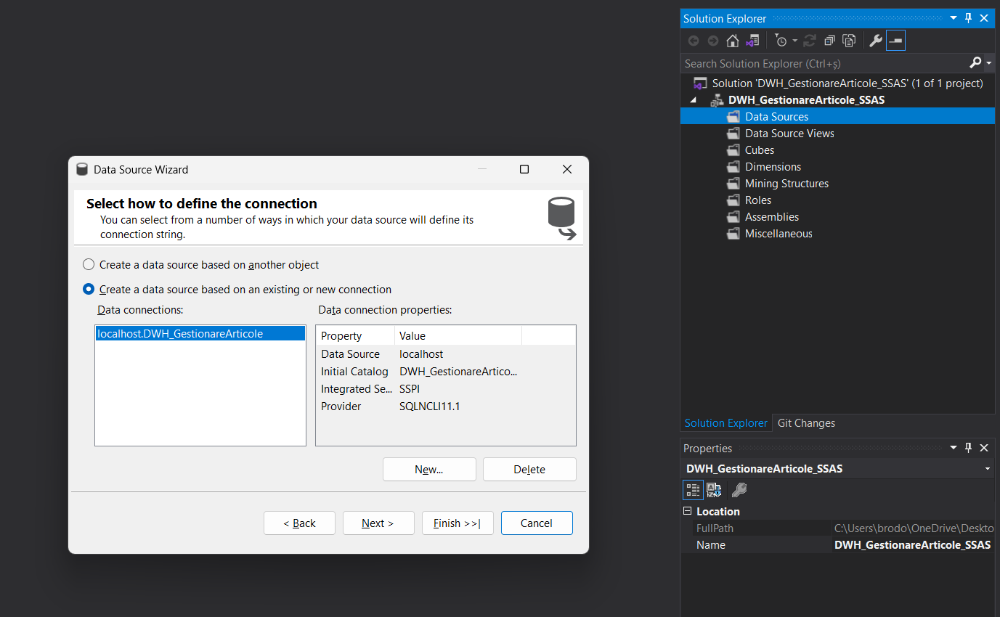 Data Source Wizard
Select how to define the connection
You can select from a number of ways in which your data source will define its
connection string.
Create a data source based on another object
Create a data source based on an existing or new connection
Data connections:
localhost.DWH_GestionareArticole
Data connection properties:
Property Value
Data Source localhost
Initial Catalog DWH_GestionareArtico...
Integrated Se... SSPI
Provider SQLNCLI11.1
New... Delete
< Back Next > Finish >>| Cancel
Solution Explorer
Search Solution Explorer (Ctrl+ș)
Solution 'DWH_GestionareArticole_SSAS' (1 of 1 project)
DWH_GestionareArticole_SSAS
Data Sources
Data Source Views
Cubes
Dimensions
Mining Structures
Roles
Assemblies
Miscellaneous
Solution Explorer Git Changes
Properties
DWH_GestionareArticole_SSAS
Location
FullPath C:\Users\brodo\OneDrive\Deskto
Name DWH_GestionareArticole_SSAS